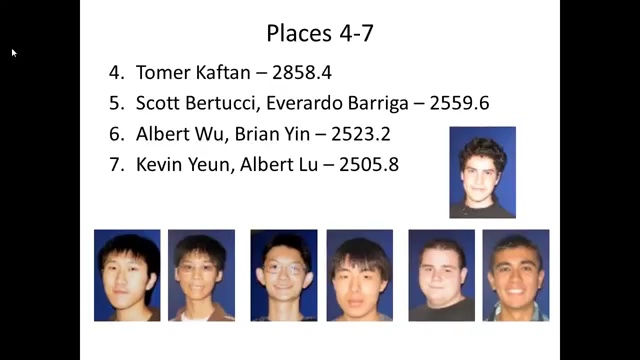 Places 4-7
4. Tomer Kaftan – 2858.4
5. Scott Bertucci, Everardo Barriga – 2559.6
6. Albert Wu, Brian Yin – 2523.2
7. Kevin Yeun, Albert Lu – 2505.8